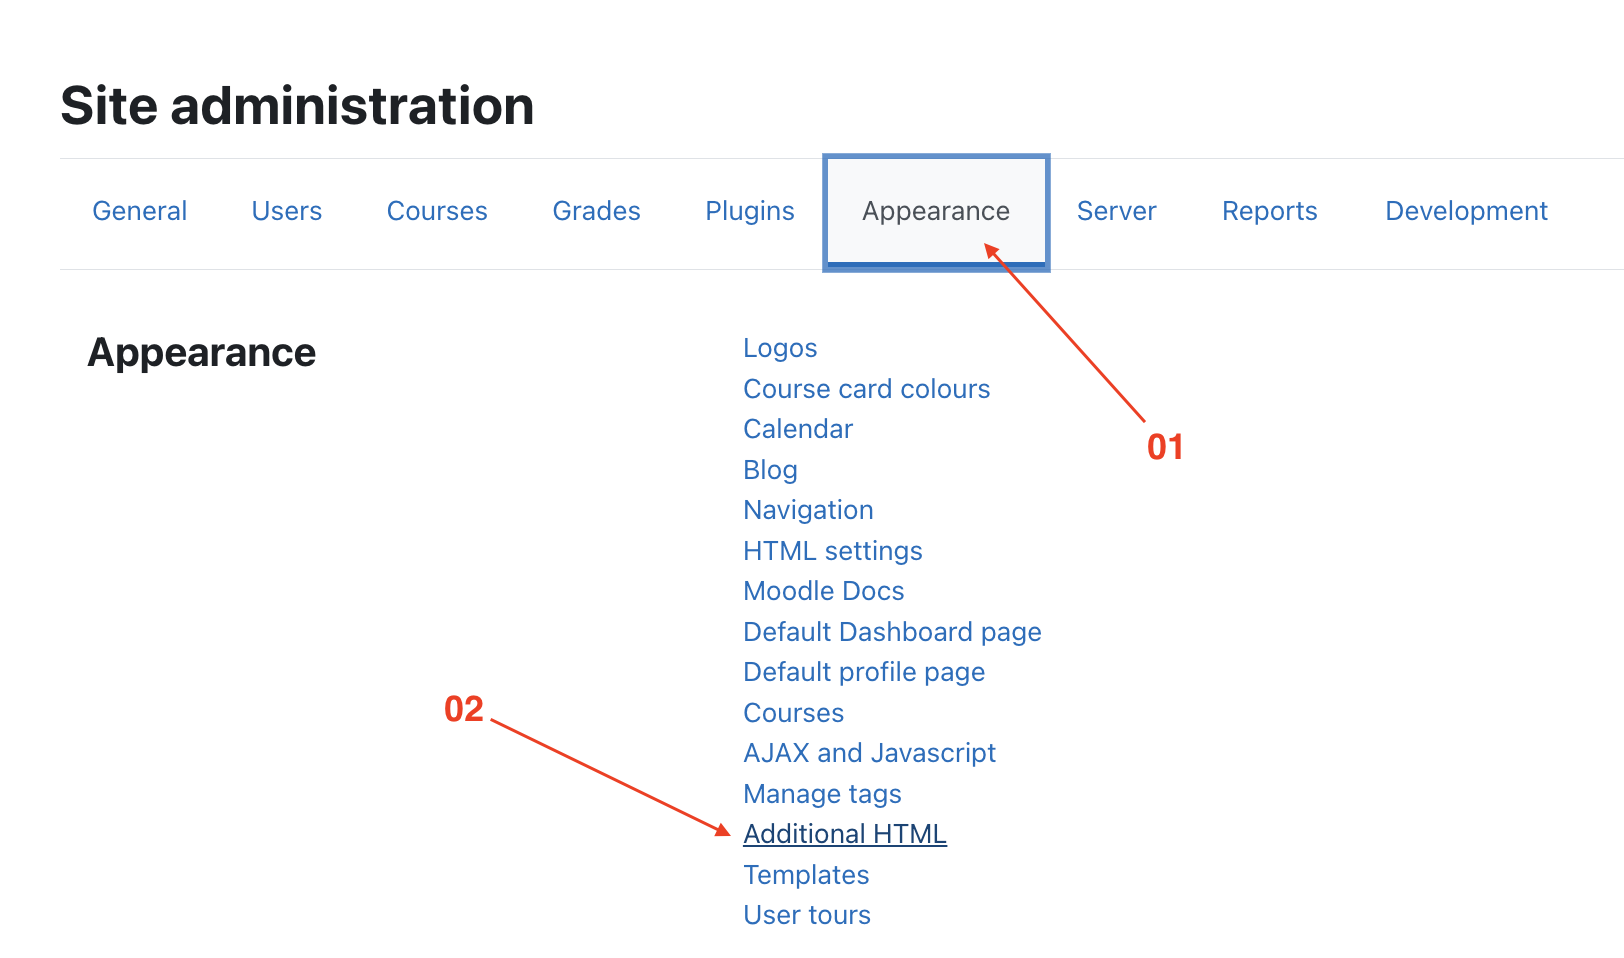 Site administration
General Users Courses Grades Plugins Appearance Server Reports Development
Appearance
Logos
Course card colours
Calendar
01
Blog
Navigation
HTML settings
Moodle Docs
Default Dashboard page
Default profile page
02
Courses
AJAX and Javascript
Manage tags
Additional HTML
Templates
User tours